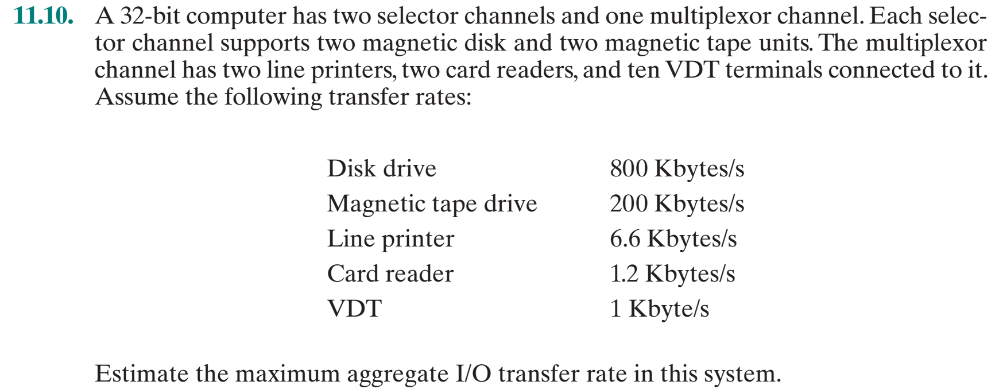 11.10. A 32-bit computer has two selector channels and one multiplexor channel. Each selec-
tor channel supports two magnetic disk and two magnetic tape units. The multiplexor
channel has two line printers, two card readers, and ten VDT terminals connected to it.
Assume the following transfer rates:
Disk drive 800 Kbytes/s
Magnetic tape drive 200 Kbytes/s
Line printer 6.6 Kbytes/s
Card reader 1.2 Kbytes/s
VDT 1 Kbyte/s
Estimate the maximum aggregate I/O transfer rate in this system.